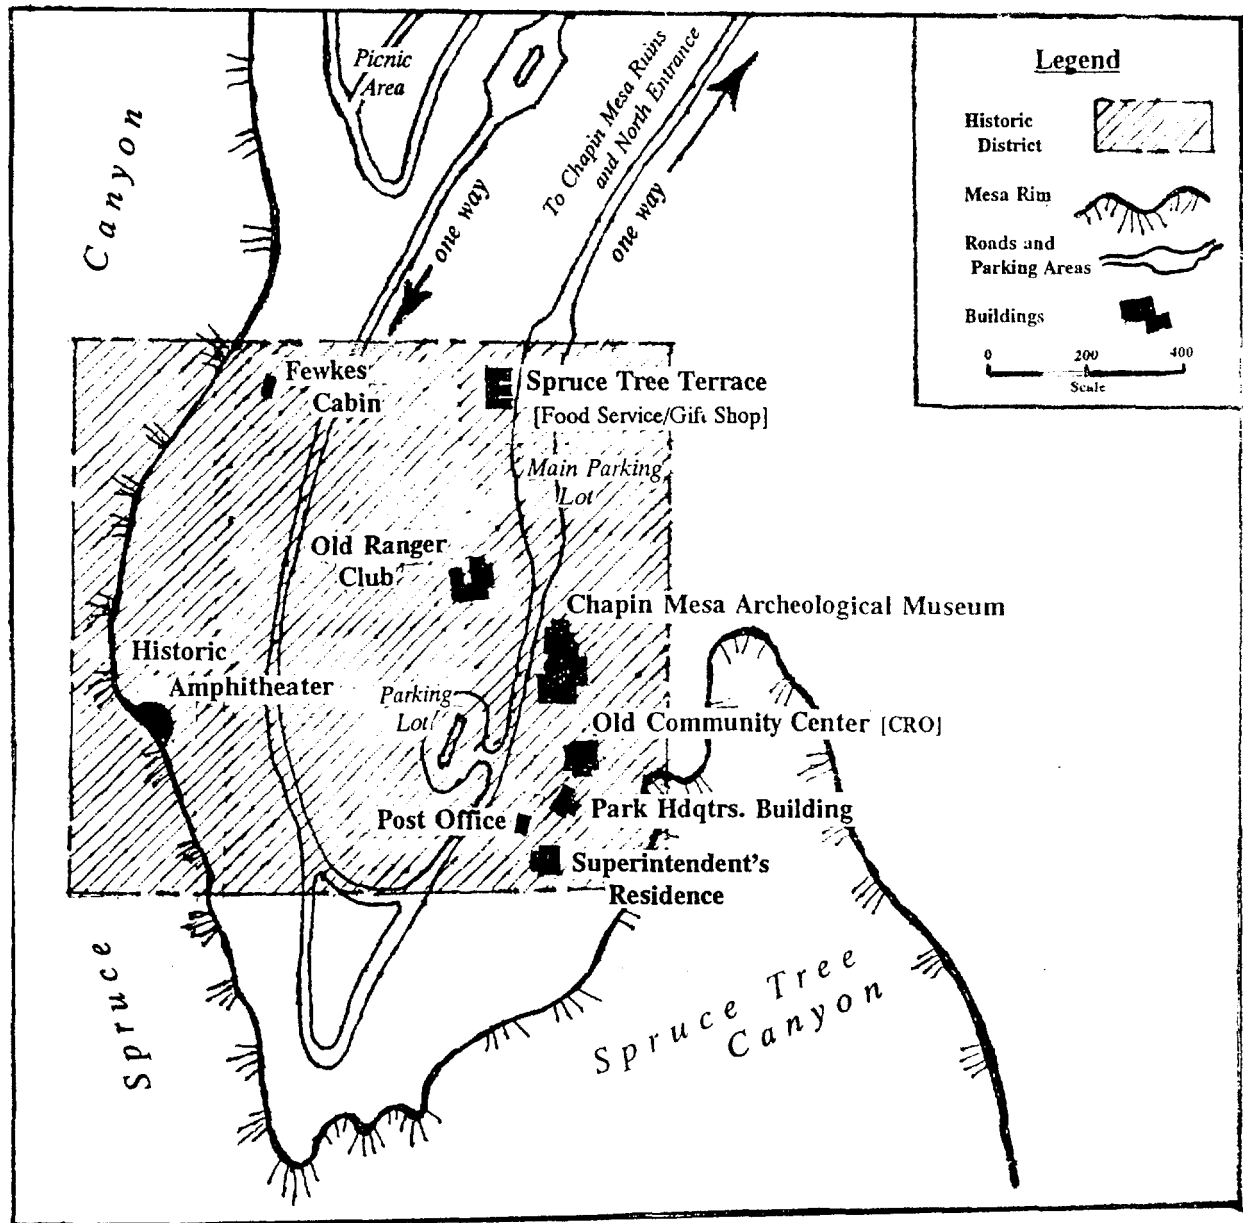 Picnic
Area
To Chapin Mesa Ruins
and North Entrance
one way
one way
Canyon
Legend
Historic
District
Mesa Rim
Roads and
Parking Areas
Buildings
0 200 400
Scale
Fewkes
Cabin
Spruce Tree Terrace
[Food Service/Gift Shop]
Main Parking
Lot
Old Ranger
Club
Chapin Mesa Archeological Museum
Historic
Amphitheater
Parking
Lot
Old Community Center [CRO]
Post Office
Park Hdqtrs. Building
Superintendent's
Residence
Spruce
Spruce Tree
Canyon